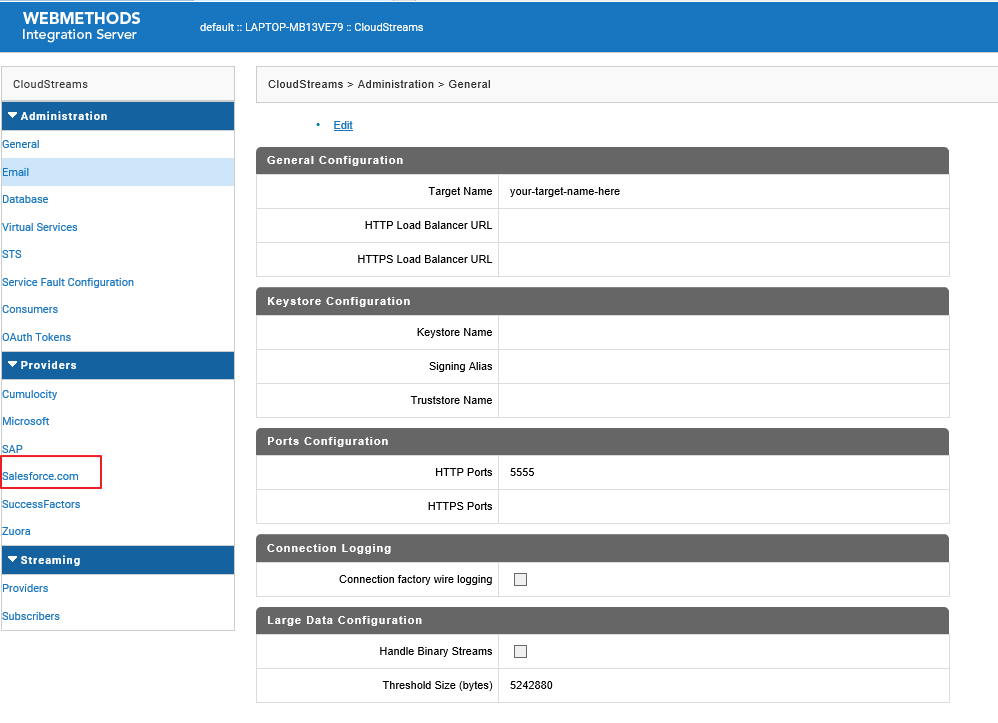 WEBMETHODS
Integration Server
default :: LAPTOP-MB13VE79 :: CloudStreams
CloudStreams
Administration
General
Email
Database
Virtual Services
STS
Service Fault Configuration
Consumers
OAuth Tokens
Providers
Cumulocity
Microsoft
SAP
Salesforce.com
SuccessFactors
Zuora
Streaming
Providers
Subscribers
CloudStreams > Administration > General
• Edit
General Configuration
Target Name your-target-name-here
HTTP Load Balancer URL
HTTPS Load Balancer URL
Keystore Configuration
Keystore Name
Signing Alias
Truststore Name
Ports Configuration
HTTP Ports 5555
HTTPS Ports
Connection Logging
Connection factory wire logging
Large Data Configuration
Handle Binary Streams
Threshold Size (bytes) 5242880